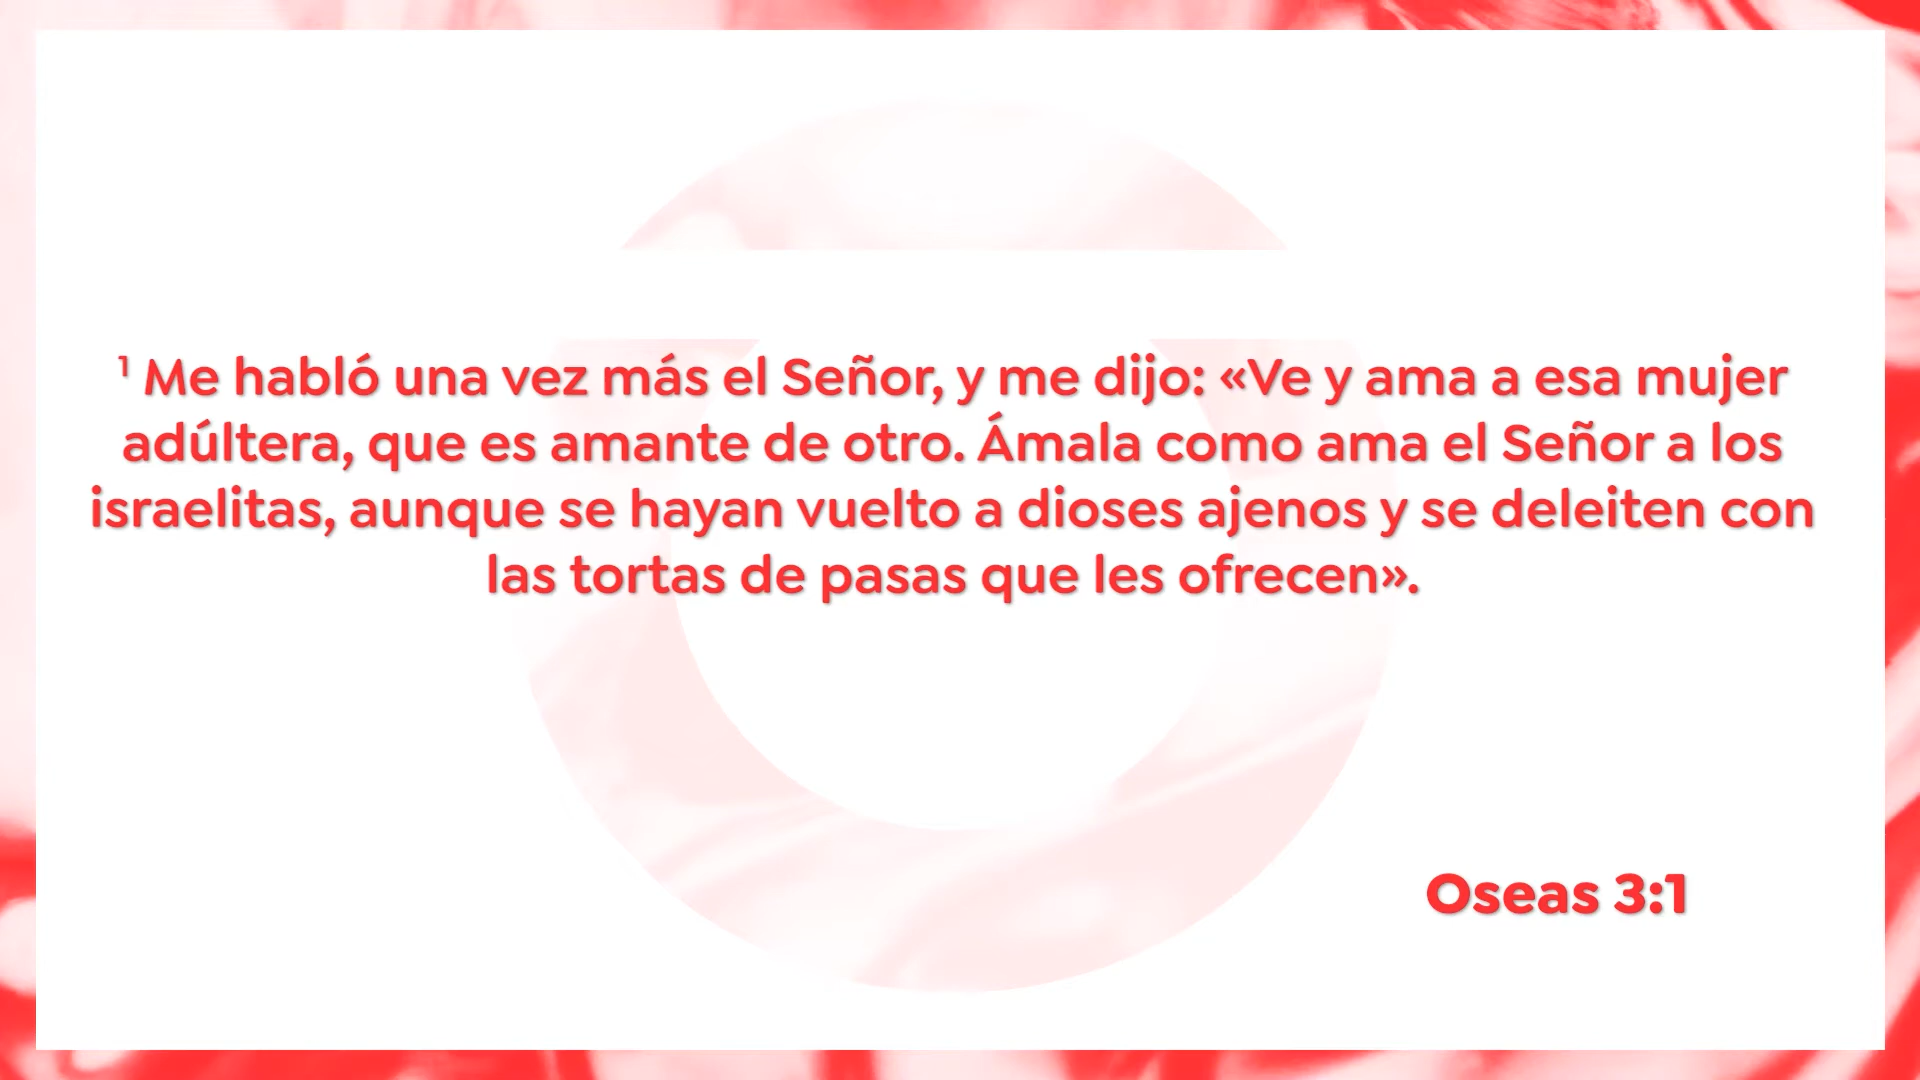 ¹ Me habló una vez más el Señor, y me dijo: «Ve y ama a esa mujer
adúltera, que es amante de otro. Ámala como ama el Señor a los
israelitas, aunque se hayan vuelto a dioses ajenos y se deleiten con
las tortas de pasas que les ofrecen».
Oseas 3:1